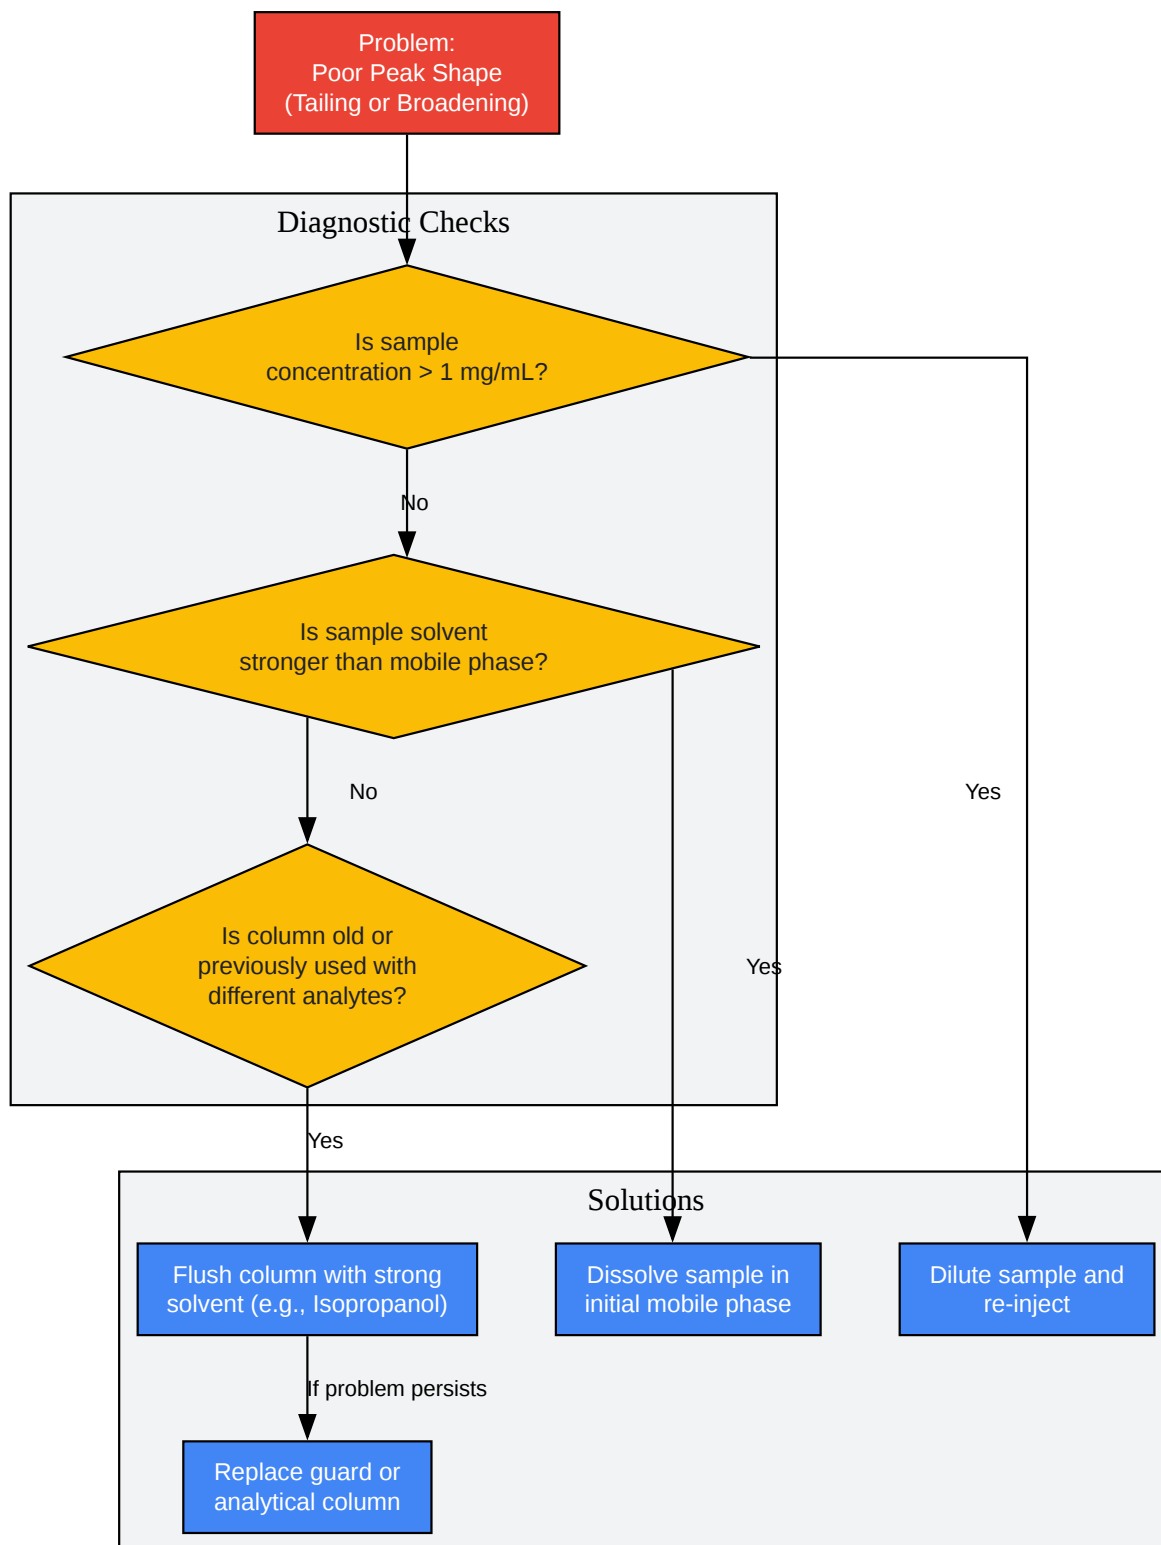 Problem:
Poor Peak Shape
(Tailing or Broadening)
Diagnostic Checks
Is sample
concentration > 1 mg/mL?
No
Is sample solvent
stronger than mobile phase?
No
Yes
Is column old or
previously used with
different analytes?
Yes
Yes
Solutions
Flush column with strong
solvent (e.g., Isopropanol)
Dissolve sample in
initial mobile phase
Dilute sample and
re-inject
If problem persists
Replace guard or
analytical column